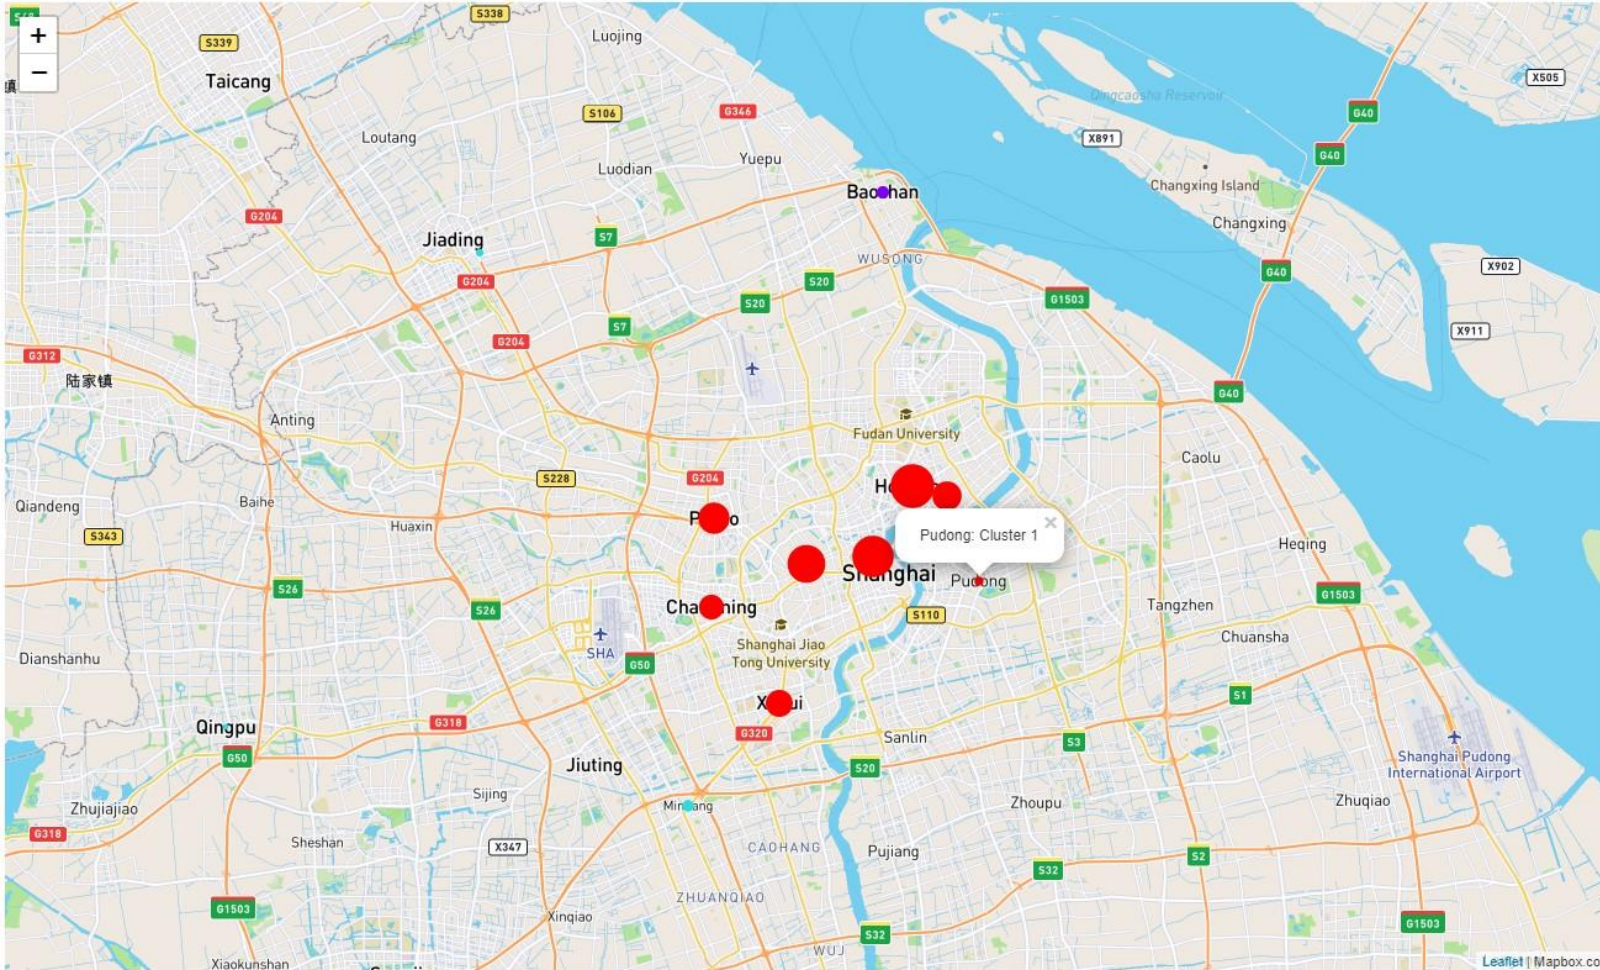 +
−
S339
S338
Luojing
Taicang
X505
S106
G346
Qingcaosha Reservoir
G40
Loutang
X891
G40
Yuepu
Luodian
Changxing Island
G204
Changxing
Jiading
S7
WUSONG
X902
G40
G204
S20
S20
G1503
S7
X911
G204
G312
陆家镇
G40
Anting
Fudan University
Caolu
S228
G204
Qiandeng
Baihe
Huaxin
S343
Pudong: Cluster 1
×
Heqing
Shanghai
Pudong
S26
S26
G1503
Tangzhen
S110
Chuansha
Shanghai Jiao
Tong University
SHA
Dianshanhu
G50
S1
Qingpu
G318
G320
Sanlin
S3
G50
Shanghai Pudong
International Airport
Jiuting
S20
Sijing
Zhoupu
Zhuqiao
Zhujiajiao
G318
Sheshan
X347
CAOHANG
Pujiang
S2
S32
ZHUANQIAO
G1503
Xinqiao
G1503
S32
WUJ
Xiaokunshan
Leaflet | Mapbox.co